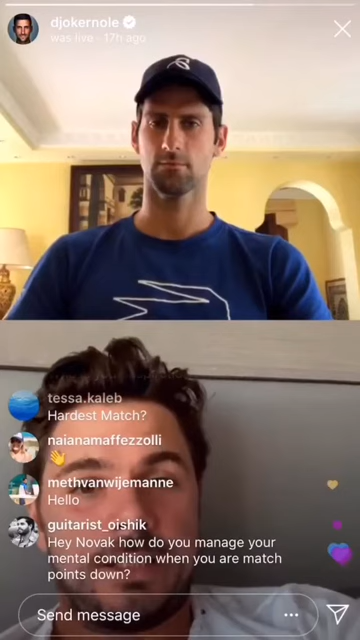 djokernole
was live · 17h ago
tessa.kaleb
Hardest Match?
naianamaffezzolli
👋
methvanwijemanne
Hello
guitarist_oishik
Hey Novak how do you manage your
mental condition when you are match
points down?
Send message